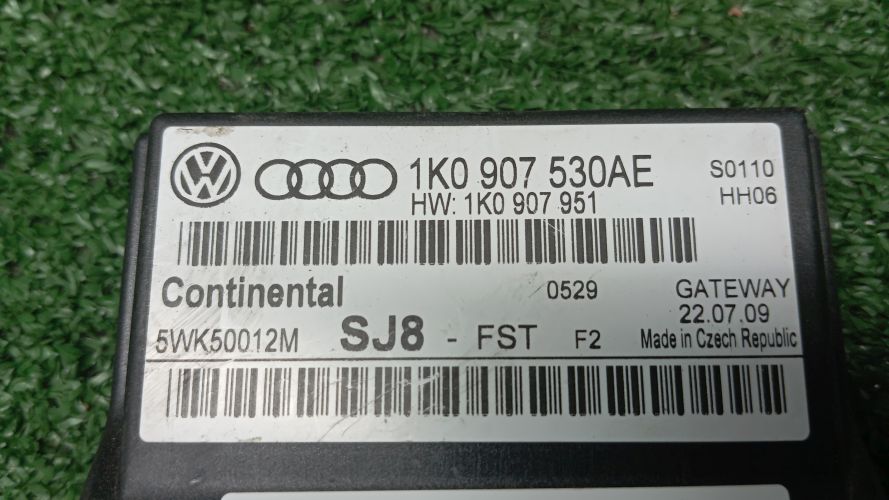 1K0 907 530AE S0110
HW: 1K0 907 951 HH06
Continental 0529 GATEWAY
22.07.09
5WK50012M SJ8 - FST F2 Made in Czech Republic